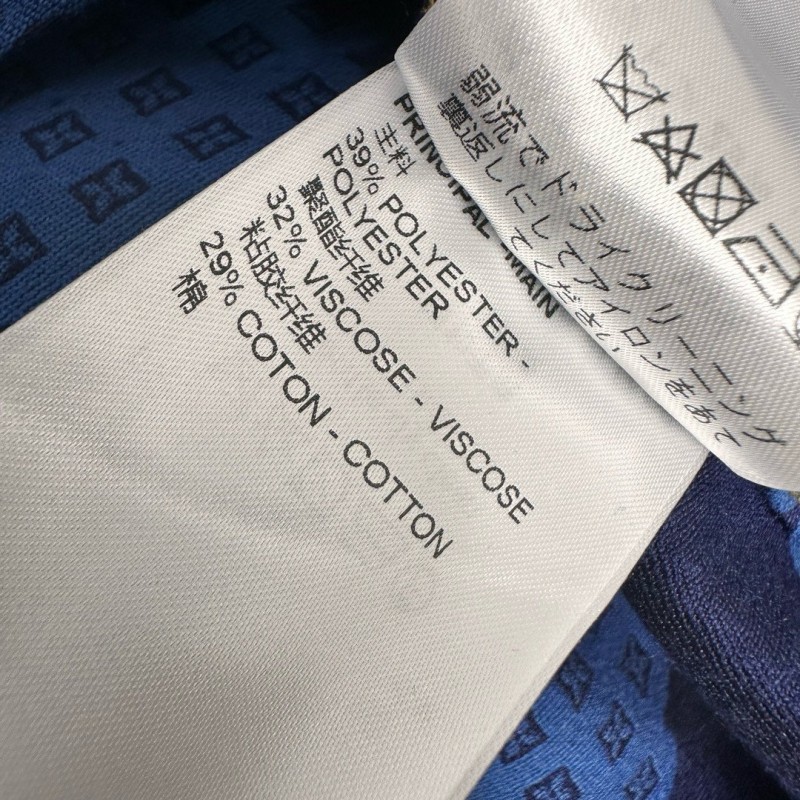 弱流でドライクリーニング
裏返しにしてアイロンをあて
てください
PRINCIPAL - MAIN
主料
39% POLYESTER -
POLYESTER
聚酯纤维
32% VISCOSE - VISCOSE
粘胶纤维
29% COTON - COTTON
棉